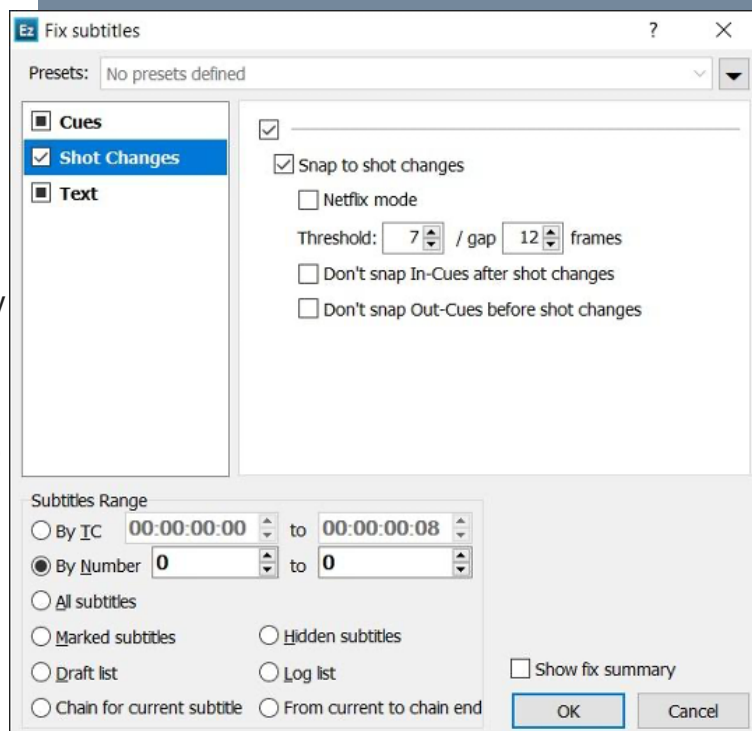 Ez Fix subtitles ? 
Presets: No presets defined
Cues
Shot Changes
Text
Snap to shot changes
Netflix mode
Threshold: 7 / gap 12 frames
Don't snap In-Cues after shot changes
Don't snap Out-Cues before shot changes
Subtitles Range
By TC 00:00:00:00 to 00:00:00:08
By Number 0 to 0
All subtitles
Marked subtitles Hidden subtitles
Draft list Log list
Chain for current subtitle From current to chain end
Show fix summary
OK Cancel